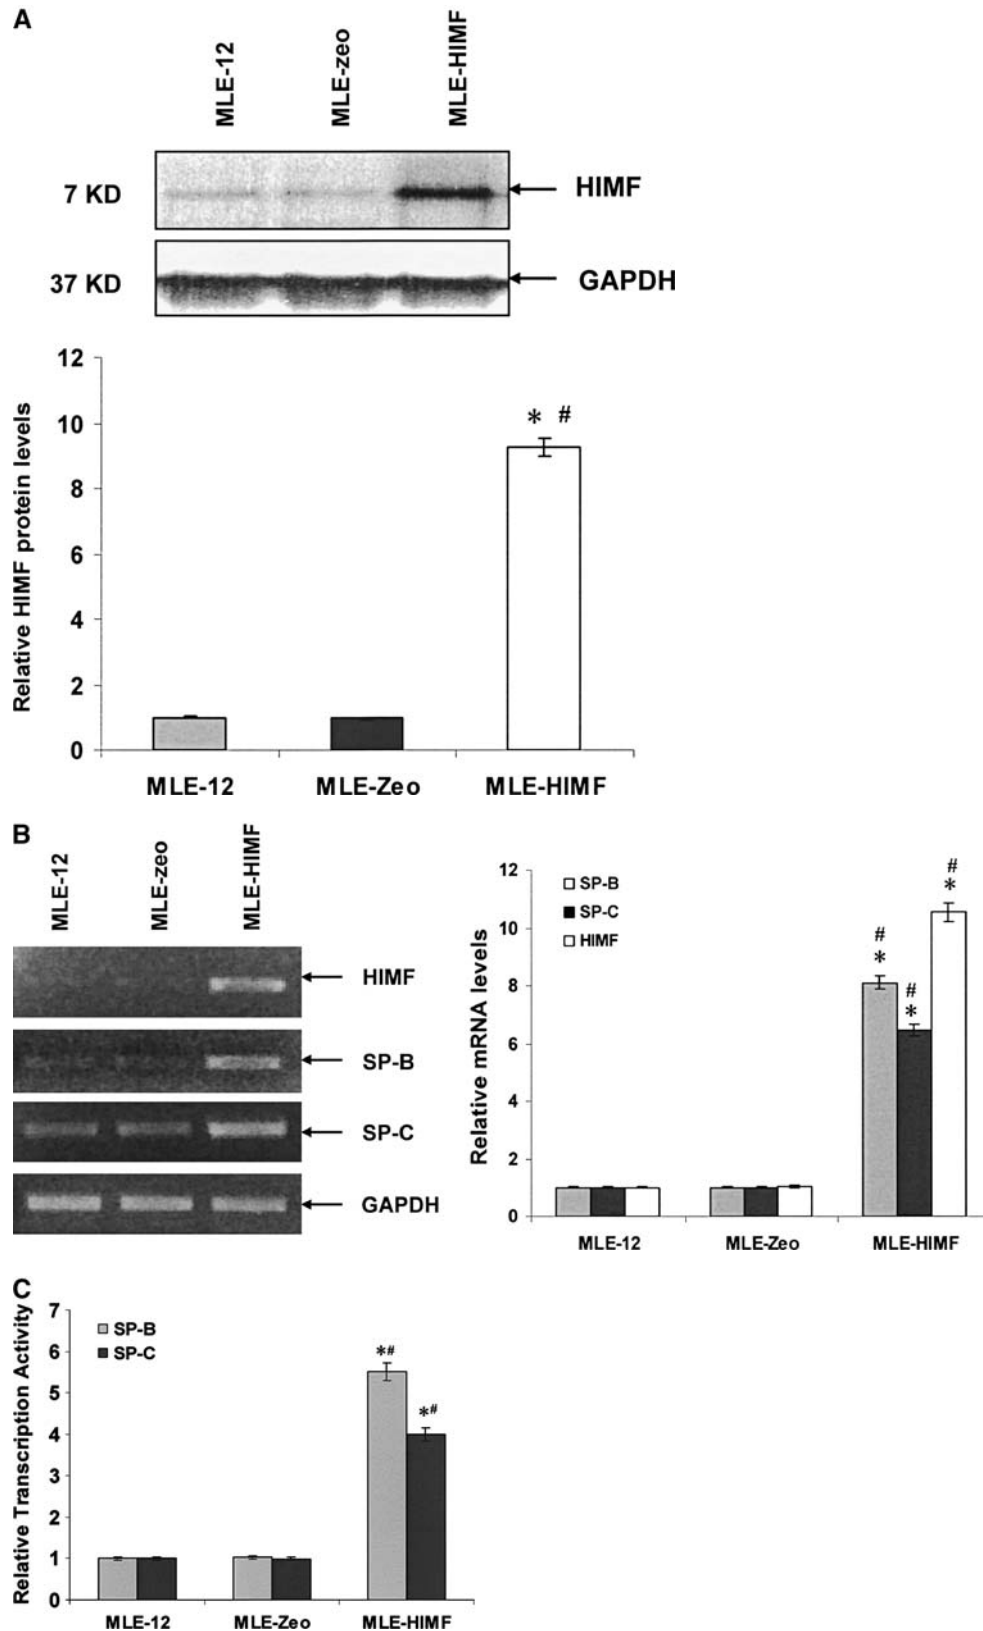 A
MLE-12
MLE-zeo
MLE-HIMF
7 KD
HIMF
37 KD
GAPDH
12
10
8
6
4
2
0
Relative HIMF protein levels
* #
MLE-12
MLE-Zeo
MLE-HIMF
B
MLE-12
MLE-zeo
MLE-HIMF
HIMF
SP-B
SP-C
GAPDH
12
10
8
6
4
2
0
Relative mRNA levels
SP-B
SP-C
HIMF
#
*
#
*
#
*
MLE-12
MLE-Zeo
MLE-HIMF
C
7
6
5
4
3
2
1
0
Relative Transcription Activity
SP-B
SP-C
*#
*#
MLE-12
MLE-Zeo
MLE-HIMF